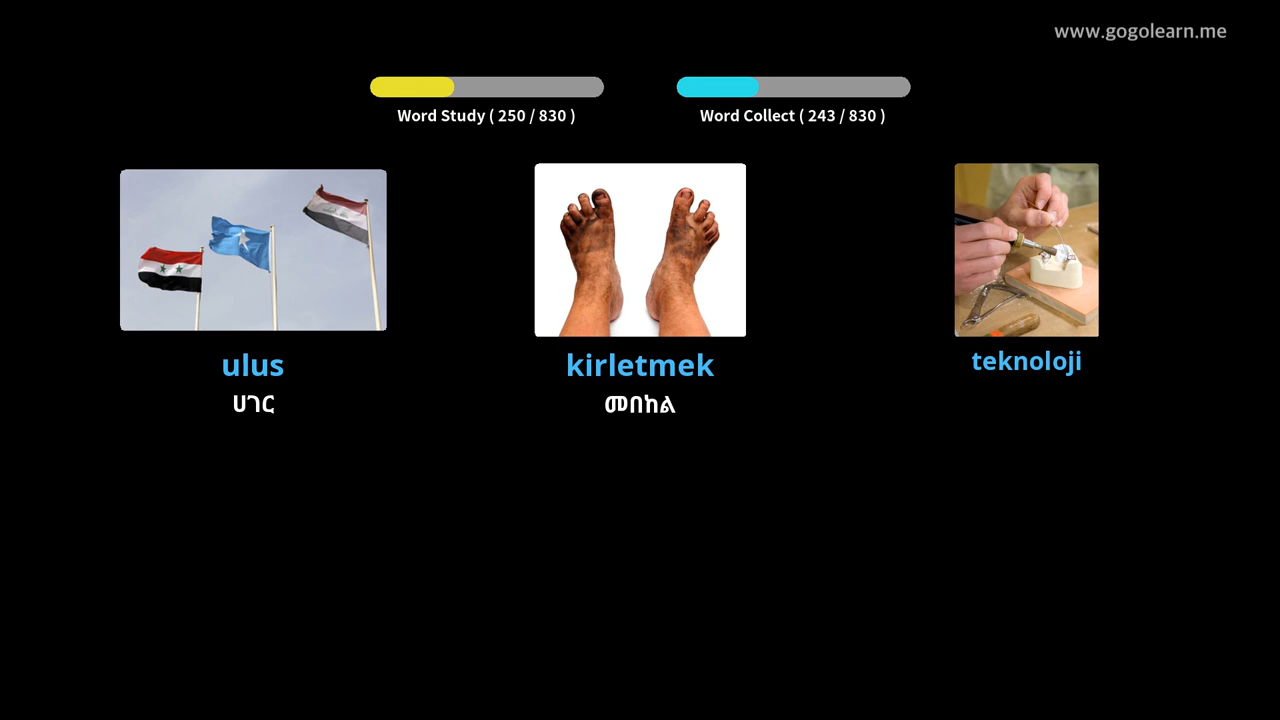 www.gogolearn.me
Word Study ( 250 / 830 )
Word Collect ( 243 / 830 )
ulus
ሀገር
kirletmek
መበከል
teknoloji